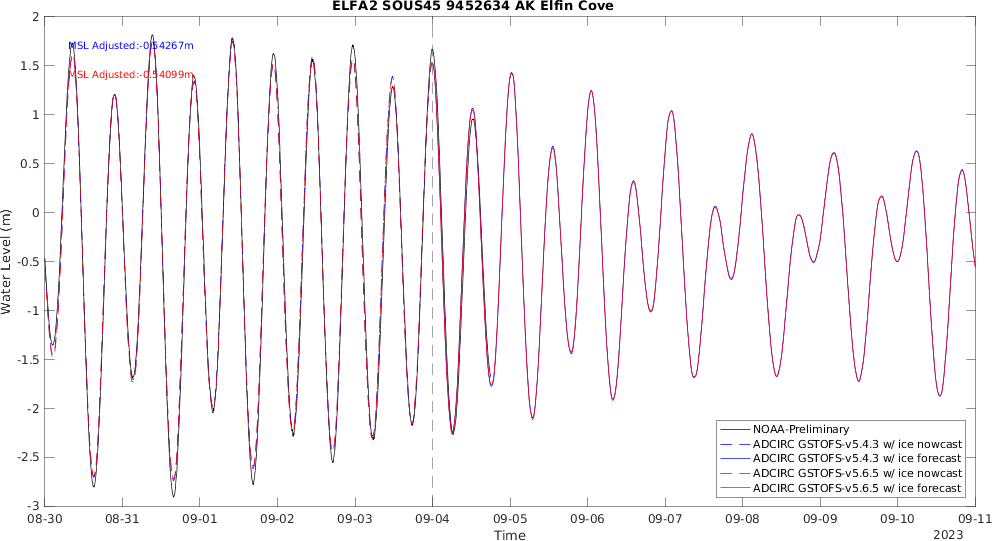 ELFA2 SOUS45 9452634 AK Elfin Cove
MSL Adjusted:-0.54267m
MSL Adjusted:-0.54099m
Water Level (m)
2
1.5
1
0.5
0
-0.5
-1
-1.5
-2
-2.5
-3
NOAA-Preliminary
ADCIRC GSTOFS-v5.4.3 w/ ice nowcast
ADCIRC GSTOFS-v5.4.3 w/ ice forecast
ADCIRC GSTOFS-v5.6.5 w/ ice nowcast
ADCIRC GSTOFS-v5.6.5 w/ ice forecast
08-30 08-31 09-01 09-02 09-03 09-04 09-05 09-06 09-07 09-08 09-09 09-10 09-11
Time
2023